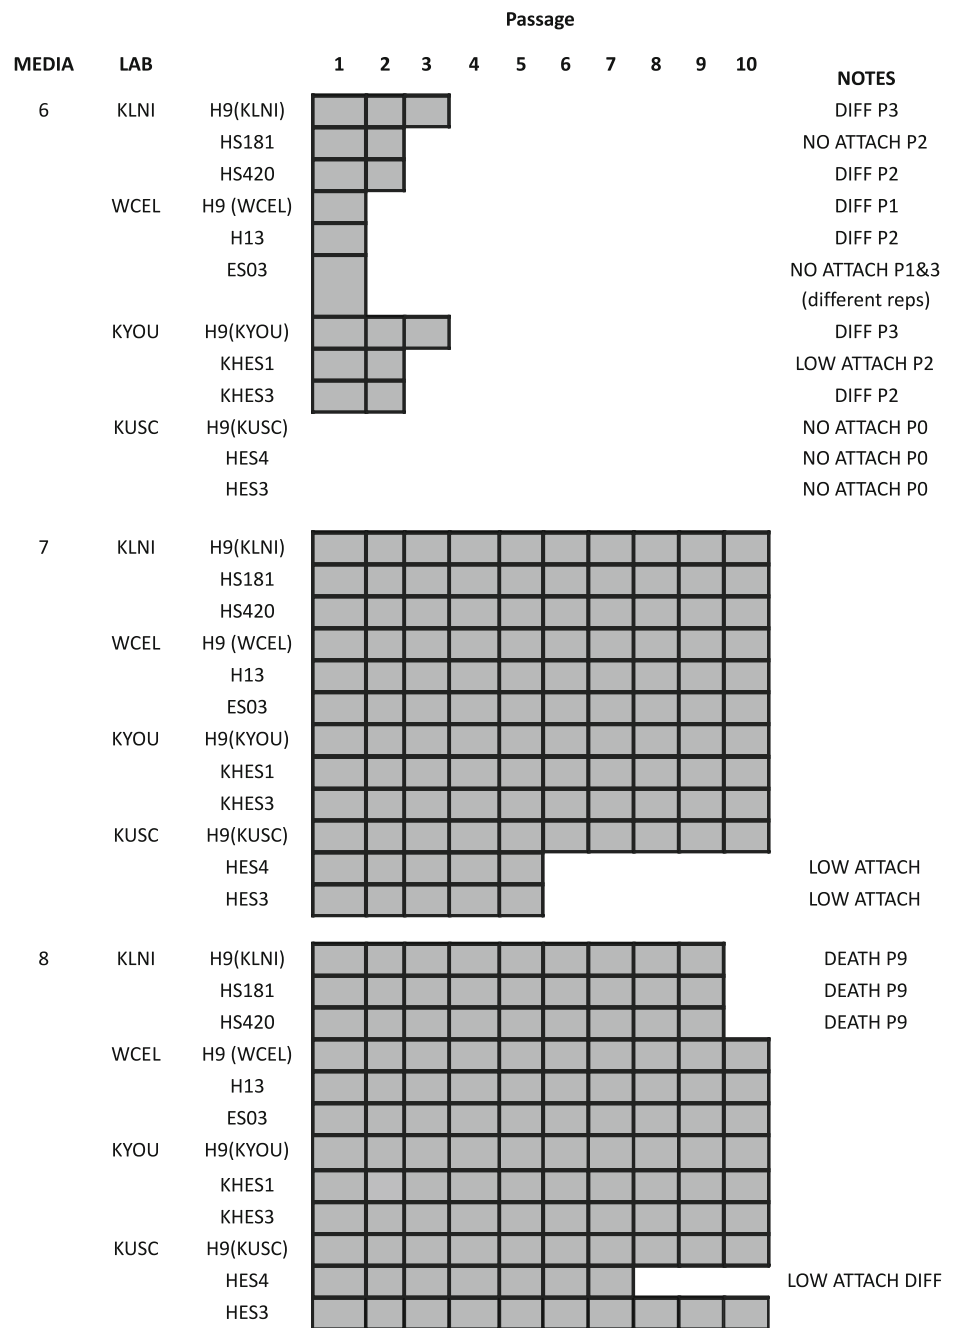 Passage
MEDIA LAB 1 2 3 4 5 6 7 8 9 10 NOTES
6 KLNI H9(KLNI) DIFF P3
HS181 NO ATTACH P2
HS420 DIFF P2
WCEL H9 (WCEL) DIFF P1
H13 DIFF P2
ES03 NO ATTACH P1&3
(different reps)
KYOU H9(KYOU) DIFF P3
KHES1 LOW ATTACH P2
KHES3 DIFF P2
KUSC H9(KUSC) NO ATTACH P0
HES4 NO ATTACH P0
HES3 NO ATTACH P0
7 KLNI H9(KLNI)
HS181
HS420
WCEL H9 (WCEL)
H13
ES03
KYOU H9(KYOU)
KHES1
KHES3
KUSC H9(KUSC)
HES4 LOW ATTACH
HES3 LOW ATTACH
8 KLNI H9(KLNI) DEATH P9
HS181 DEATH P9
HS420 DEATH P9
WCEL H9 (WCEL)
H13
ES03
KYOU H9(KYOU)
KHES1
KHES3
KUSC H9(KUSC)
HES4 LOW ATTACH DIFF
HES3